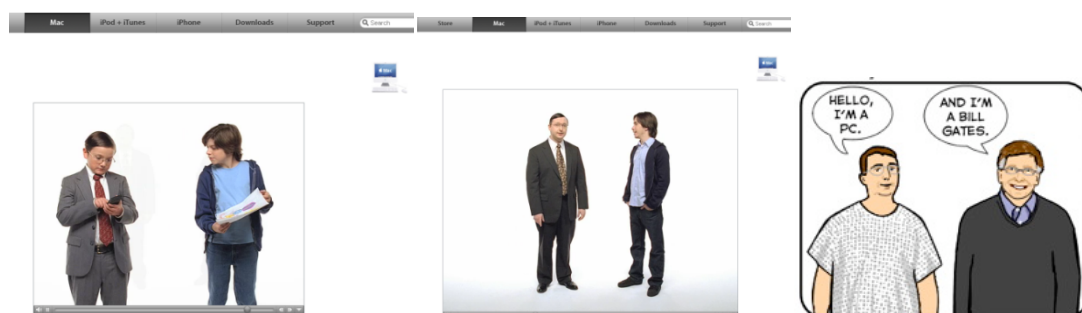 Mac
iPod + iTunes
iPhone
Downloads
Support
Search
Store
Mac
iPod + iTunes
iPhone
Downloads
Support
Search
HELLO,
I'M A
PC.
AND I'M
A BILL
GATES.